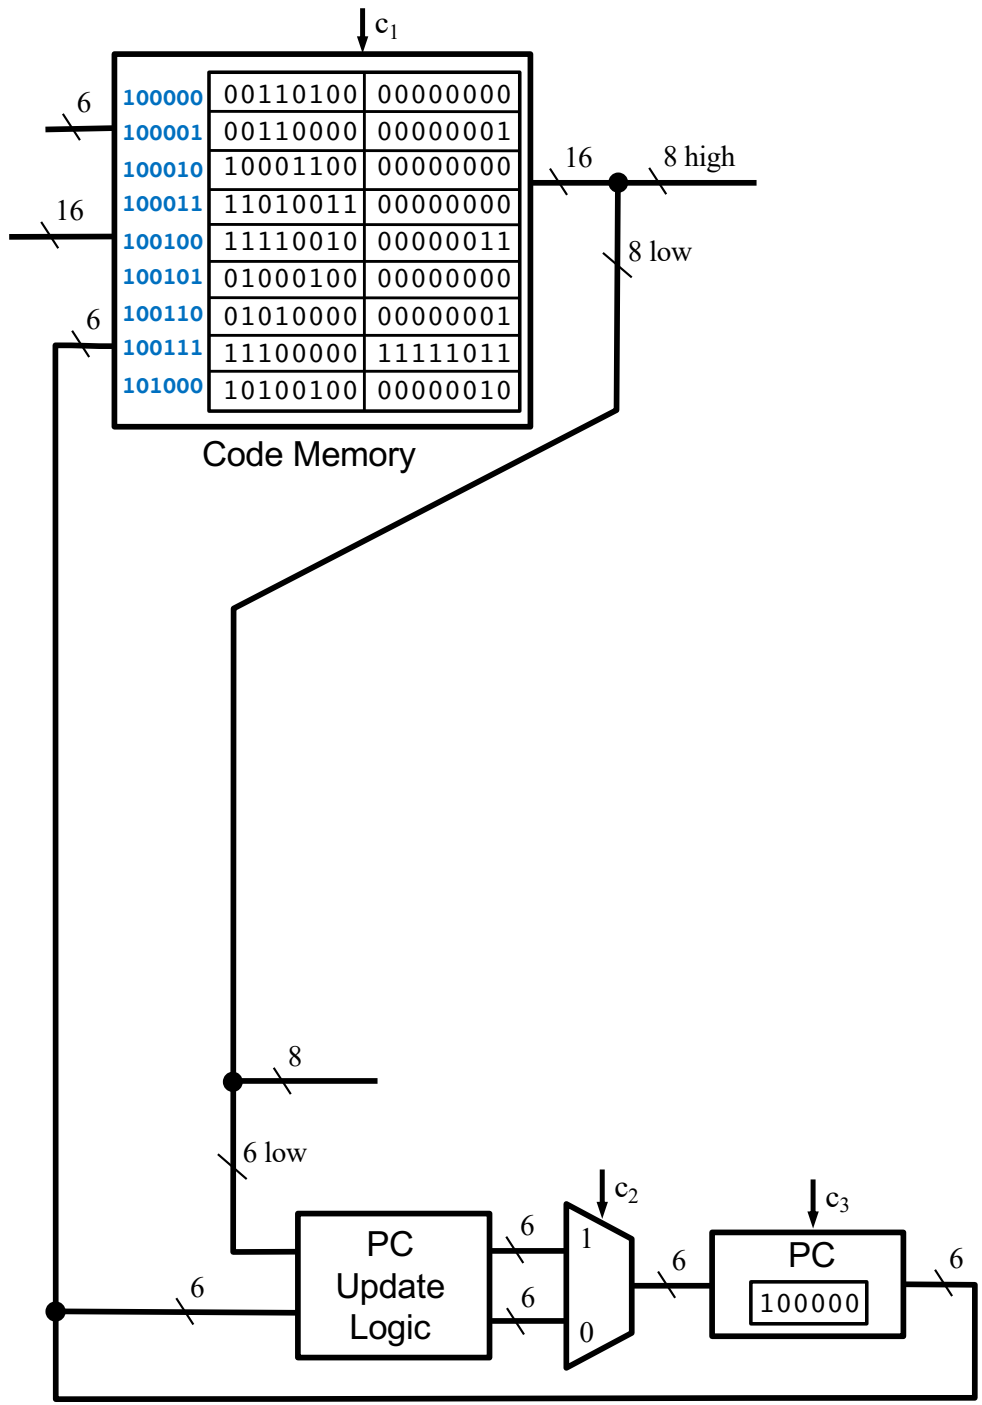 c1
6
16
6
100000 00110100 00000000
100001 00110000 00000001
100010 10001100 00000000
100011 11010011 00000000
100100 11110010 00000011
100101 01000100 00000000
100110 01010000 00000001
100111 11100000 11111011
101000 10100100 00000010
Code Memory
16
8 high
8 low
8
6 low
6
PC
Update
Logic
6
6
c2
1
0
6
c3
PC
100000
6